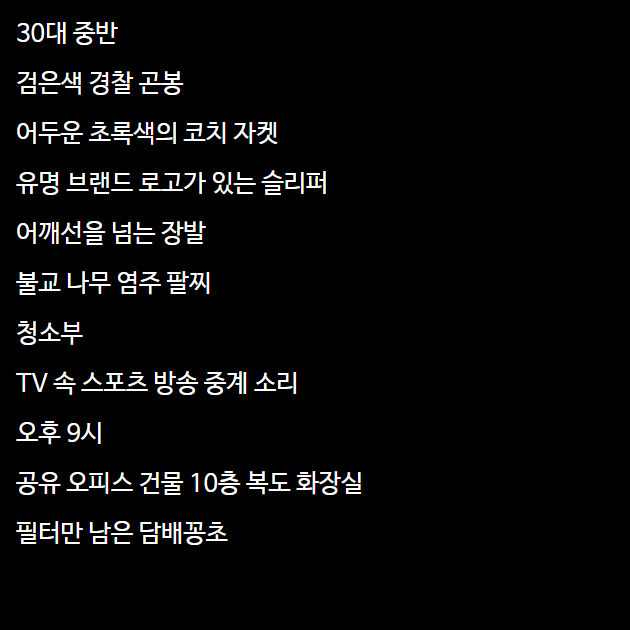 30대 중반
검은색 경찰 곤봉
어두운 초록색의 코치 자켓
유명 브랜드 로고가 있는 슬리퍼
어깨선을 넘는 장발
불교 나무 염주 팔찌
청소부
TV 속 스포츠 방송 중계 소리
오후 9시
공유 오피스 건물 10층 복도 화장실
필터만 남은 담배꽁초